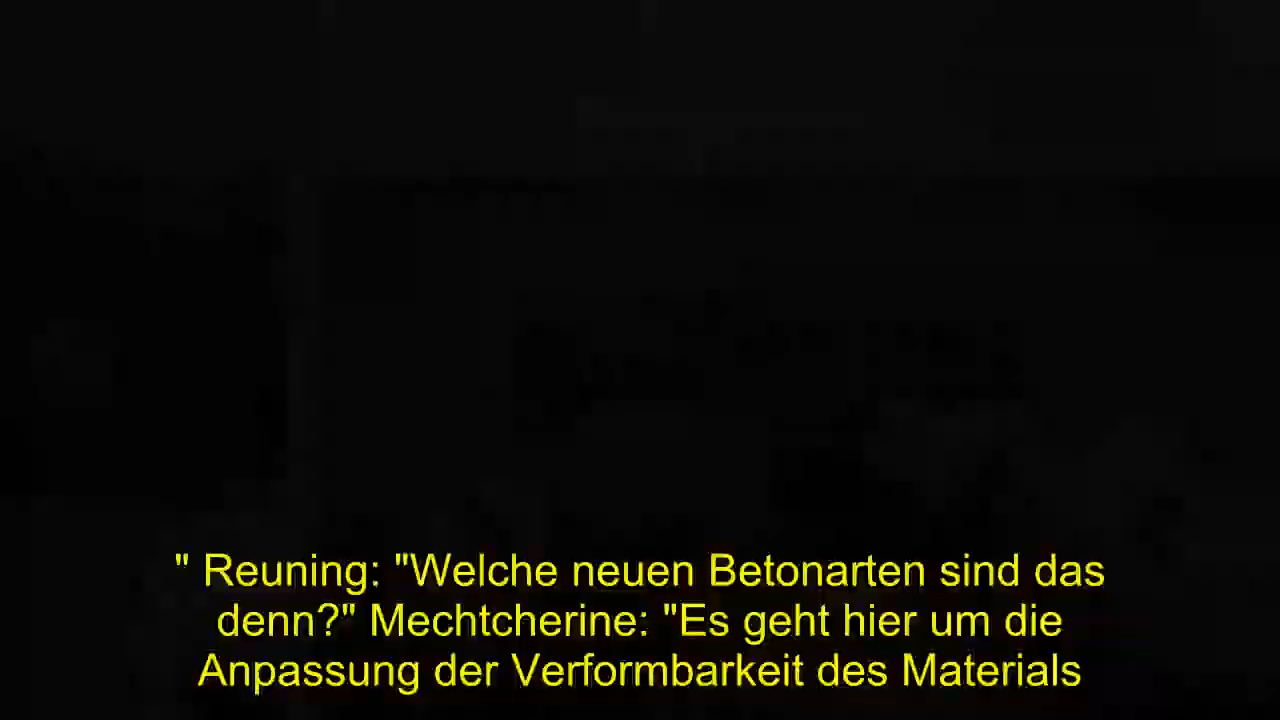 " Reuning: "Welche neuen Betonarten sind das
denn?" Mechtcherine: "Es geht hier um die
Anpassung der Verformbarkeit des Materials